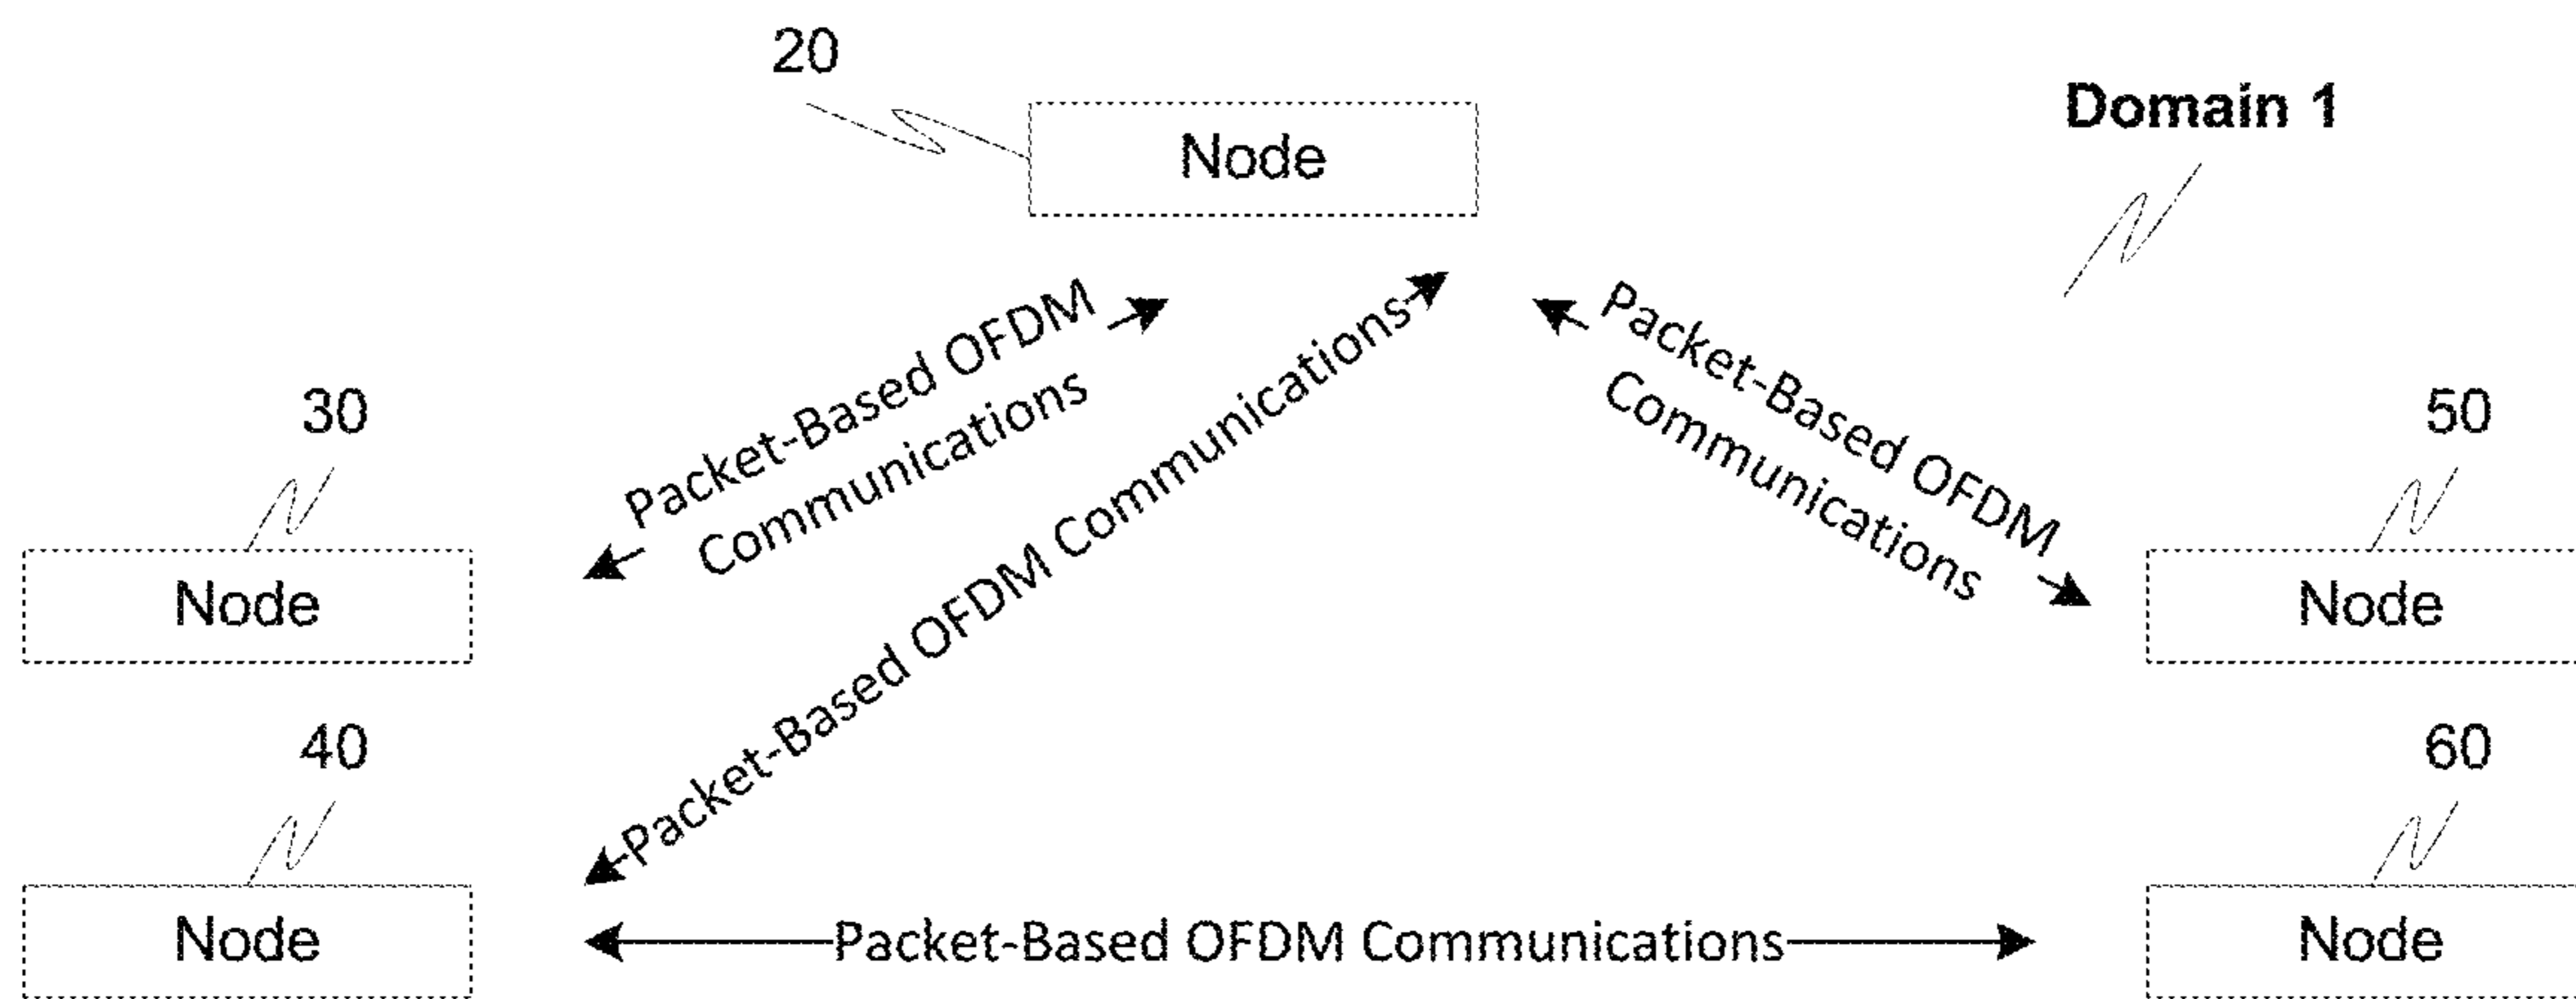 20
Domain 1
Node
Packet-Based OFDM
Communications
Packet-Based OFDM Communications
Packet-Based OFDM
Communications
30
50
Node
Node
40
60
Node
Packet-Based OFDM Communications
Node